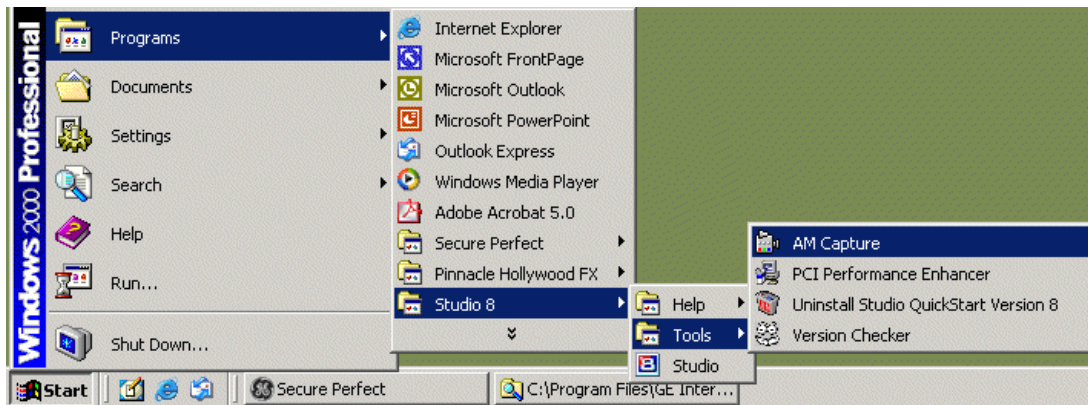 Windows 2000 Professional
Programs
Documents
Settings
Search
Help
Run...
Shut Down...
Internet Explorer
Microsoft FrontPage
Microsoft Outlook
Microsoft PowerPoint
Outlook Express
Windows Media Player
Adobe Acrobat 5.0
Secure Perfect
Pinnacle Hollywood FX
Studio 8
Help
Tools
Studio
AM Capture
PCI Performance Enhancer
Uninstall Studio QuickStart Version 8
Version Checker
Start
Secure Perfect
C:\Program Files\GE Inter...